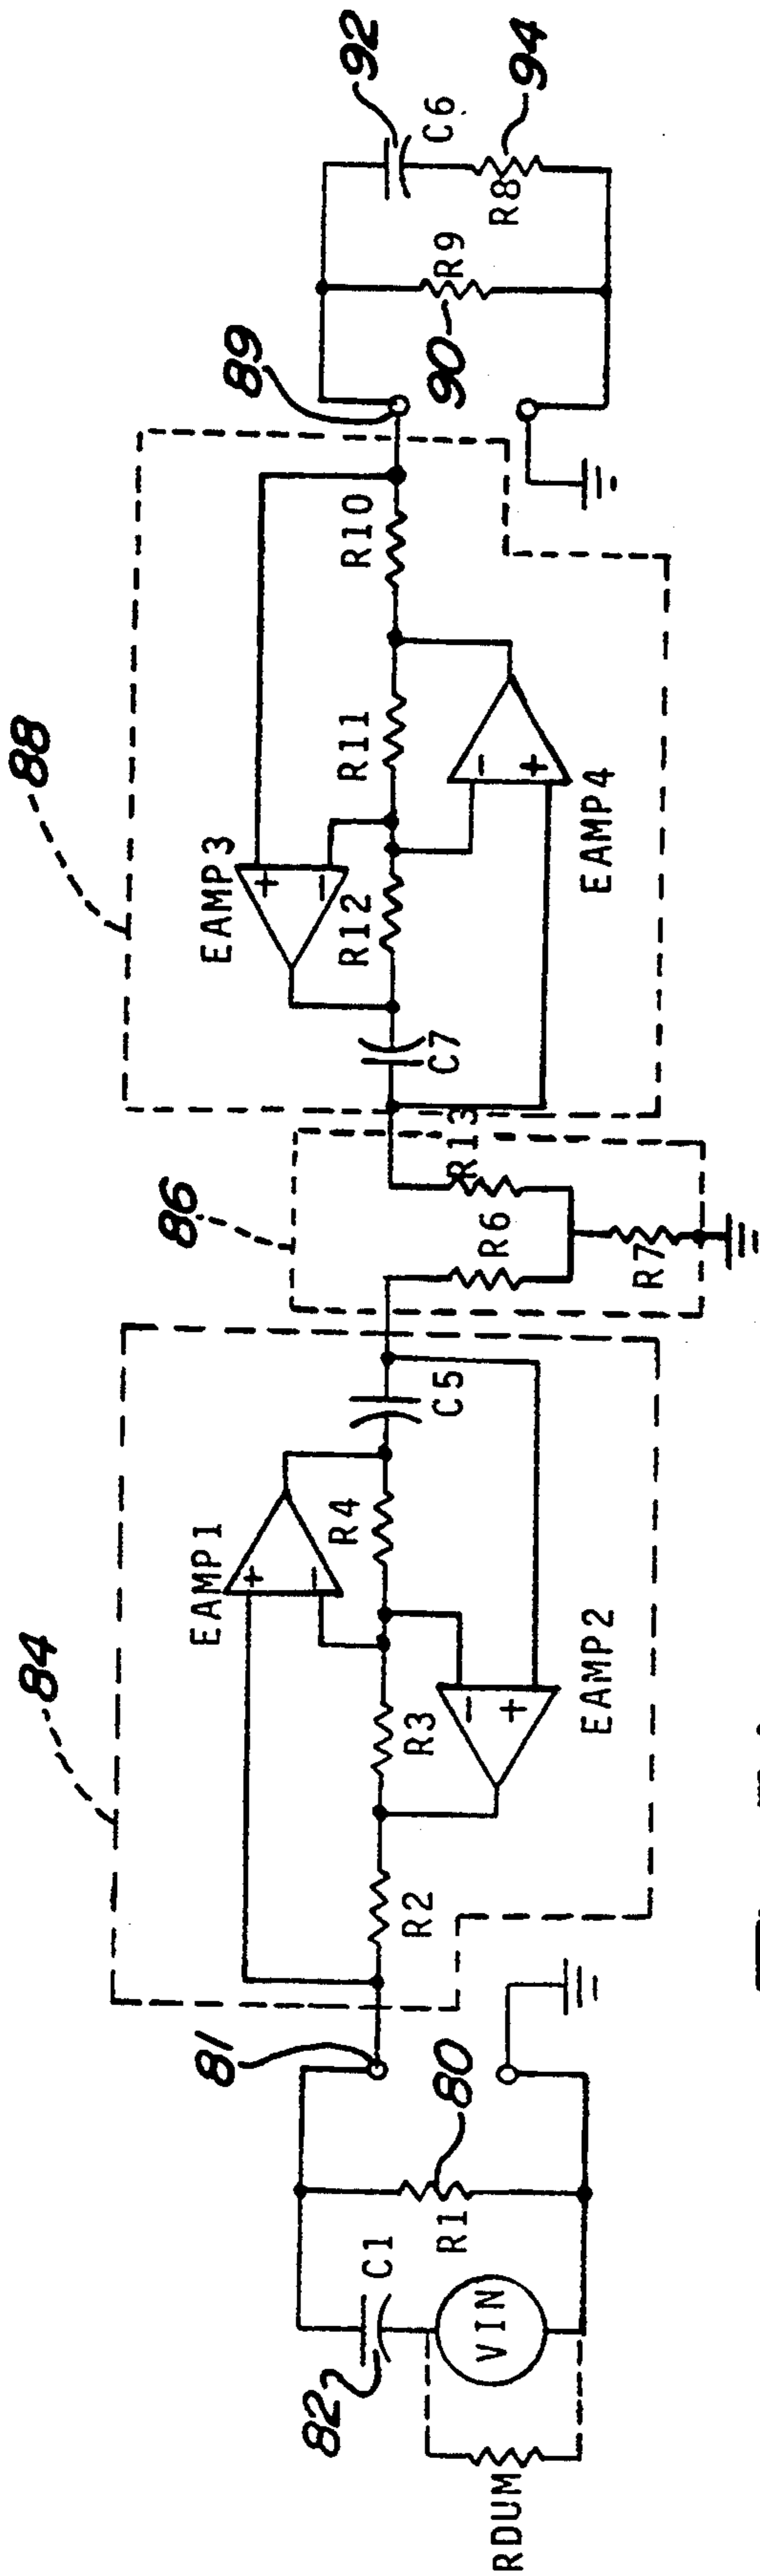 88
84
86
92
89
94
82
81
80
90
EAMP1
EAMP3
C1
R1
VIN
RDUM
R2
R3
R4
C5
EAMP2
R6
R13
R7
C7
R12
R11
R10
EAMP4
R9
C6
R8
+
−
−
+
+
−
−
+